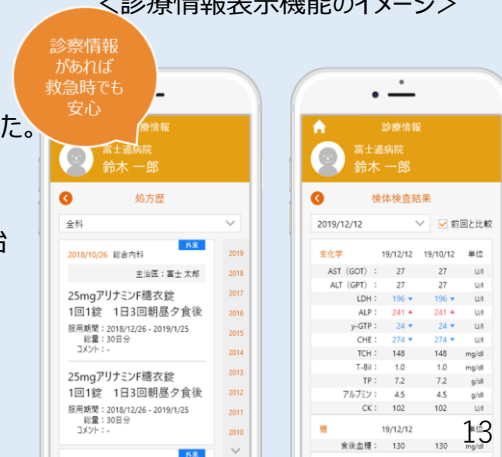 ＜診療情報表示機能のイメージ＞
診察情報
があれば
救急時でも
安心
た。
療情報
富士通病院
鈴木 一郎
処方歴
全科
2018/10/26 総合内科
外来
主治医：富士 太郎
25mgアリナミンF糖衣錠
1回1錠 1日3回朝昼夕食後
服用期間：2018/12/26 - 2019/1/25
総量：30日分
コメント：-
25mgアリナミンF糖衣錠
1回1錠 1日3回朝昼夕食後
服用期間：2018/12/26 - 2019/1/25
総量：30日分
コメント：-
外来
2019
2018
2017
2016
2015
2014
2013
2012
2011
2010
診療情報
富士通病院
鈴木 一郎
検体検査結果
2019/12/12 前回と比較
生化学 19/12/12 19/10/12 単位
AST（GOT）： 27 27 U/l
ALT（GPT）： 27 27 U/l
LDH： 196 ▼ 196 ▼ U/l
ALP： 241 ▲ 241 ▲ U/l
γ-GTP： 24 ▼ 24 ▼ U/l
CHE： 274 ▼ 274 ▼ U/l
TCH： 148 148 mg/dl
T-Bil： 1.0 1.0 mg/dl
TP： 7.2 7.2 g/dl
アルブミン： 4.5 4.5 g/dl
CK： 102 102 U/l
糖 19/12/12
食後血糖： 130 130 mg/dl
13